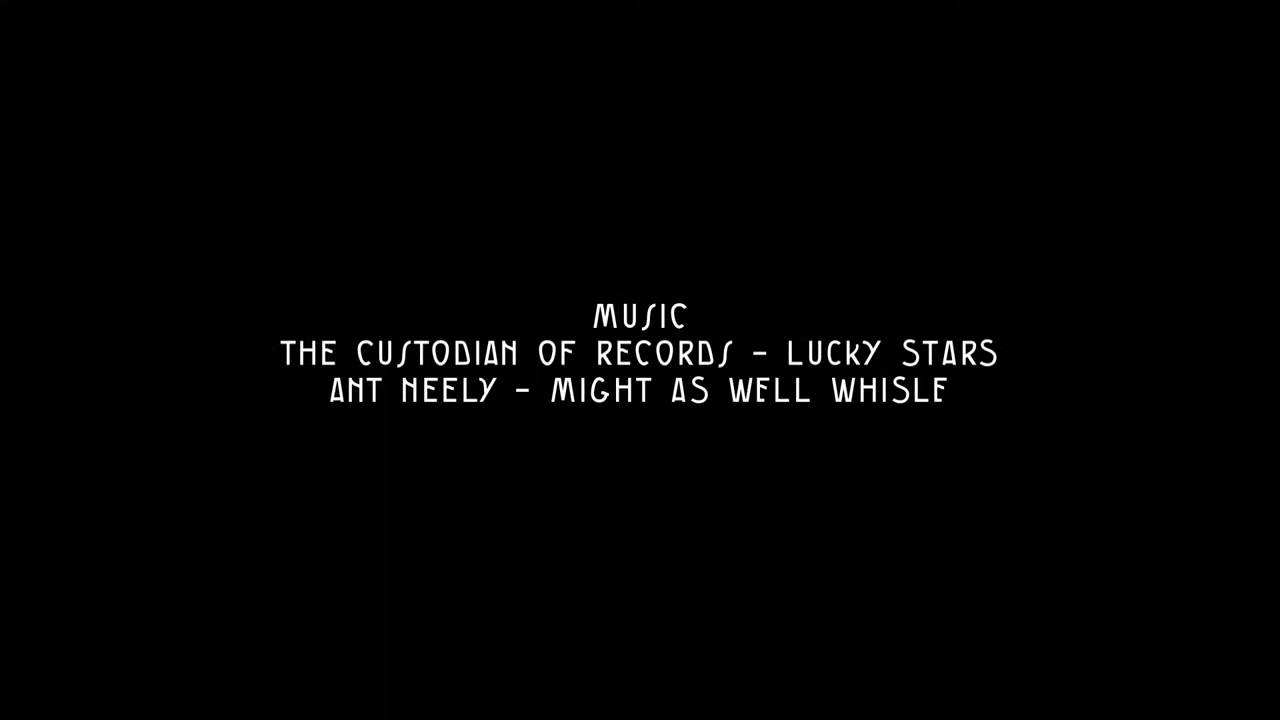 MUSIC
THE CUSTODIAN OF RECORDS - LUCKY STARS
ANT NEELY - MIGHT AS WELL WHISLE